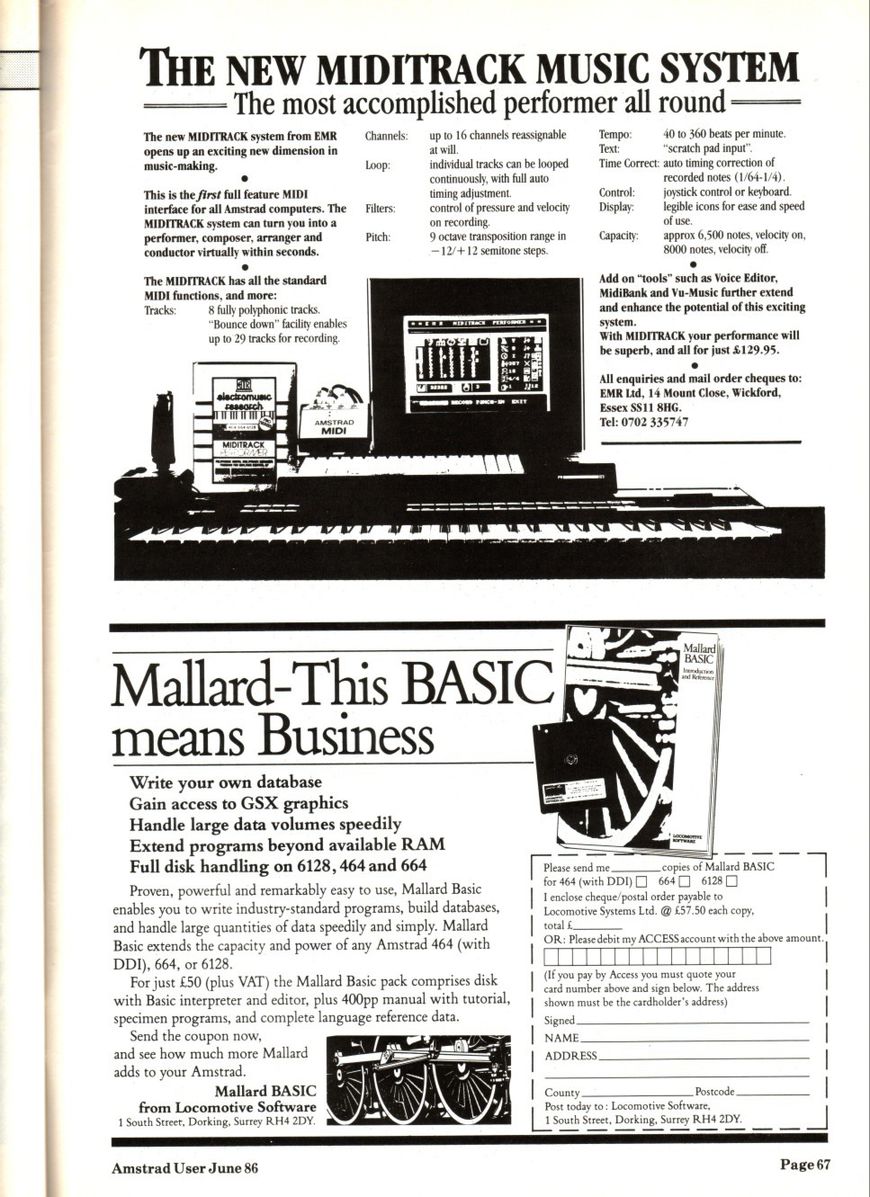 THE NEW MIDITRACK MUSIC SYSTEM
The most accomplished performer all round
The new MIDITRACK system from EMR
opens up an exciting new dimension in
music-making.
This is the first full feature MIDI
interface for all Amstrad computers. The
MIDITRACK system can turn you into a
performer, composer, arranger and
conductor virtually within seconds.
The MIDITRACK has all the standard
MIDI functions, and more:
Tracks: 8 fully polyphonic tracks.
"Bounce down" facility enables
up to 29 tracks for recording.
Channels: up to 16 channels reassignable
at will.
Loop: individual tracks can be looped
continuously, with full auto
timing adjustment.
Filters: control of pressure and velocity
on recording.
Pitch: 9 octave transposition range in
−12/+12 semitone steps.
Tempo: 40 to 360 beats per minute.
Text: "scratch pad input".
Time Correct: auto timing correction of
recorded notes (1/64-1/4).
Control: joystick control or keyboard.
Display: legible icons for ease and speed
of use.
Capacity: approx 6,500 notes, velocity on,
8000 notes, velocity off.
Add on "tools" such as Voice Editor,
MidiBank and Vu-Music further extend
and enhance the potential of this exciting
system.
With MIDITRACK your performance will
be superb, and all for just £129.95.
All enquiries and mail order cheques to:
EMR Ltd, 14 Mount Close, Wickford,
Essex SS11 8HG.
Tel: 0702 335747
EMR MIDITRACK PERFORMER
RECORD PUNCH-IN EXIT
electromusic
research
MIDITRACK
PERFORMER
AMSTRAD
MIDI
Mallard-This BASIC
means Business
Mallard
BASIC
Introduction
and Reference
LOCOMOTIVE
SOFTWARE
Write your own database
Gain access to GSX graphics
Handle large data volumes speedily
Extend programs beyond available RAM
Full disk handling on 6128, 464 and 664
Proven, powerful and remarkably easy to use, Mallard Basic
enables you to write industry-standard programs, build databases,
and handle large quantities of data speedily and simply. Mallard
Basic extends the capacity and power of any Amstrad 464 (with
DDI), 664, or 6128.
For just £50 (plus VAT) the Mallard Basic pack comprises disk
with Basic interpreter and editor, plus 400pp manual with tutorial,
specimen programs, and complete language reference data.
Send the coupon now,
and see how much more Mallard
adds to your Amstrad.
Mallard BASIC
from Locomotive Software
1 South Street, Dorking, Surrey RH4 2DY.
Please send me ________ copies of Mallard BASIC
for 464 (with DDI) 664 6128
I enclose cheque/postal order payable to
Locomotive Systems Ltd. @ £57.50 each copy,
total £________
OR: Please debit my ACCESS account with the above amount.
(If you pay by Access you must quote your
card number above and sign below. The address
shown must be the cardholder's address)
Signed
NAME
ADDRESS
County Postcode
Post today to: Locomotive Software,
1 South Street, Dorking, Surrey RH4 2DY.
Amstrad User June 86
Page 67